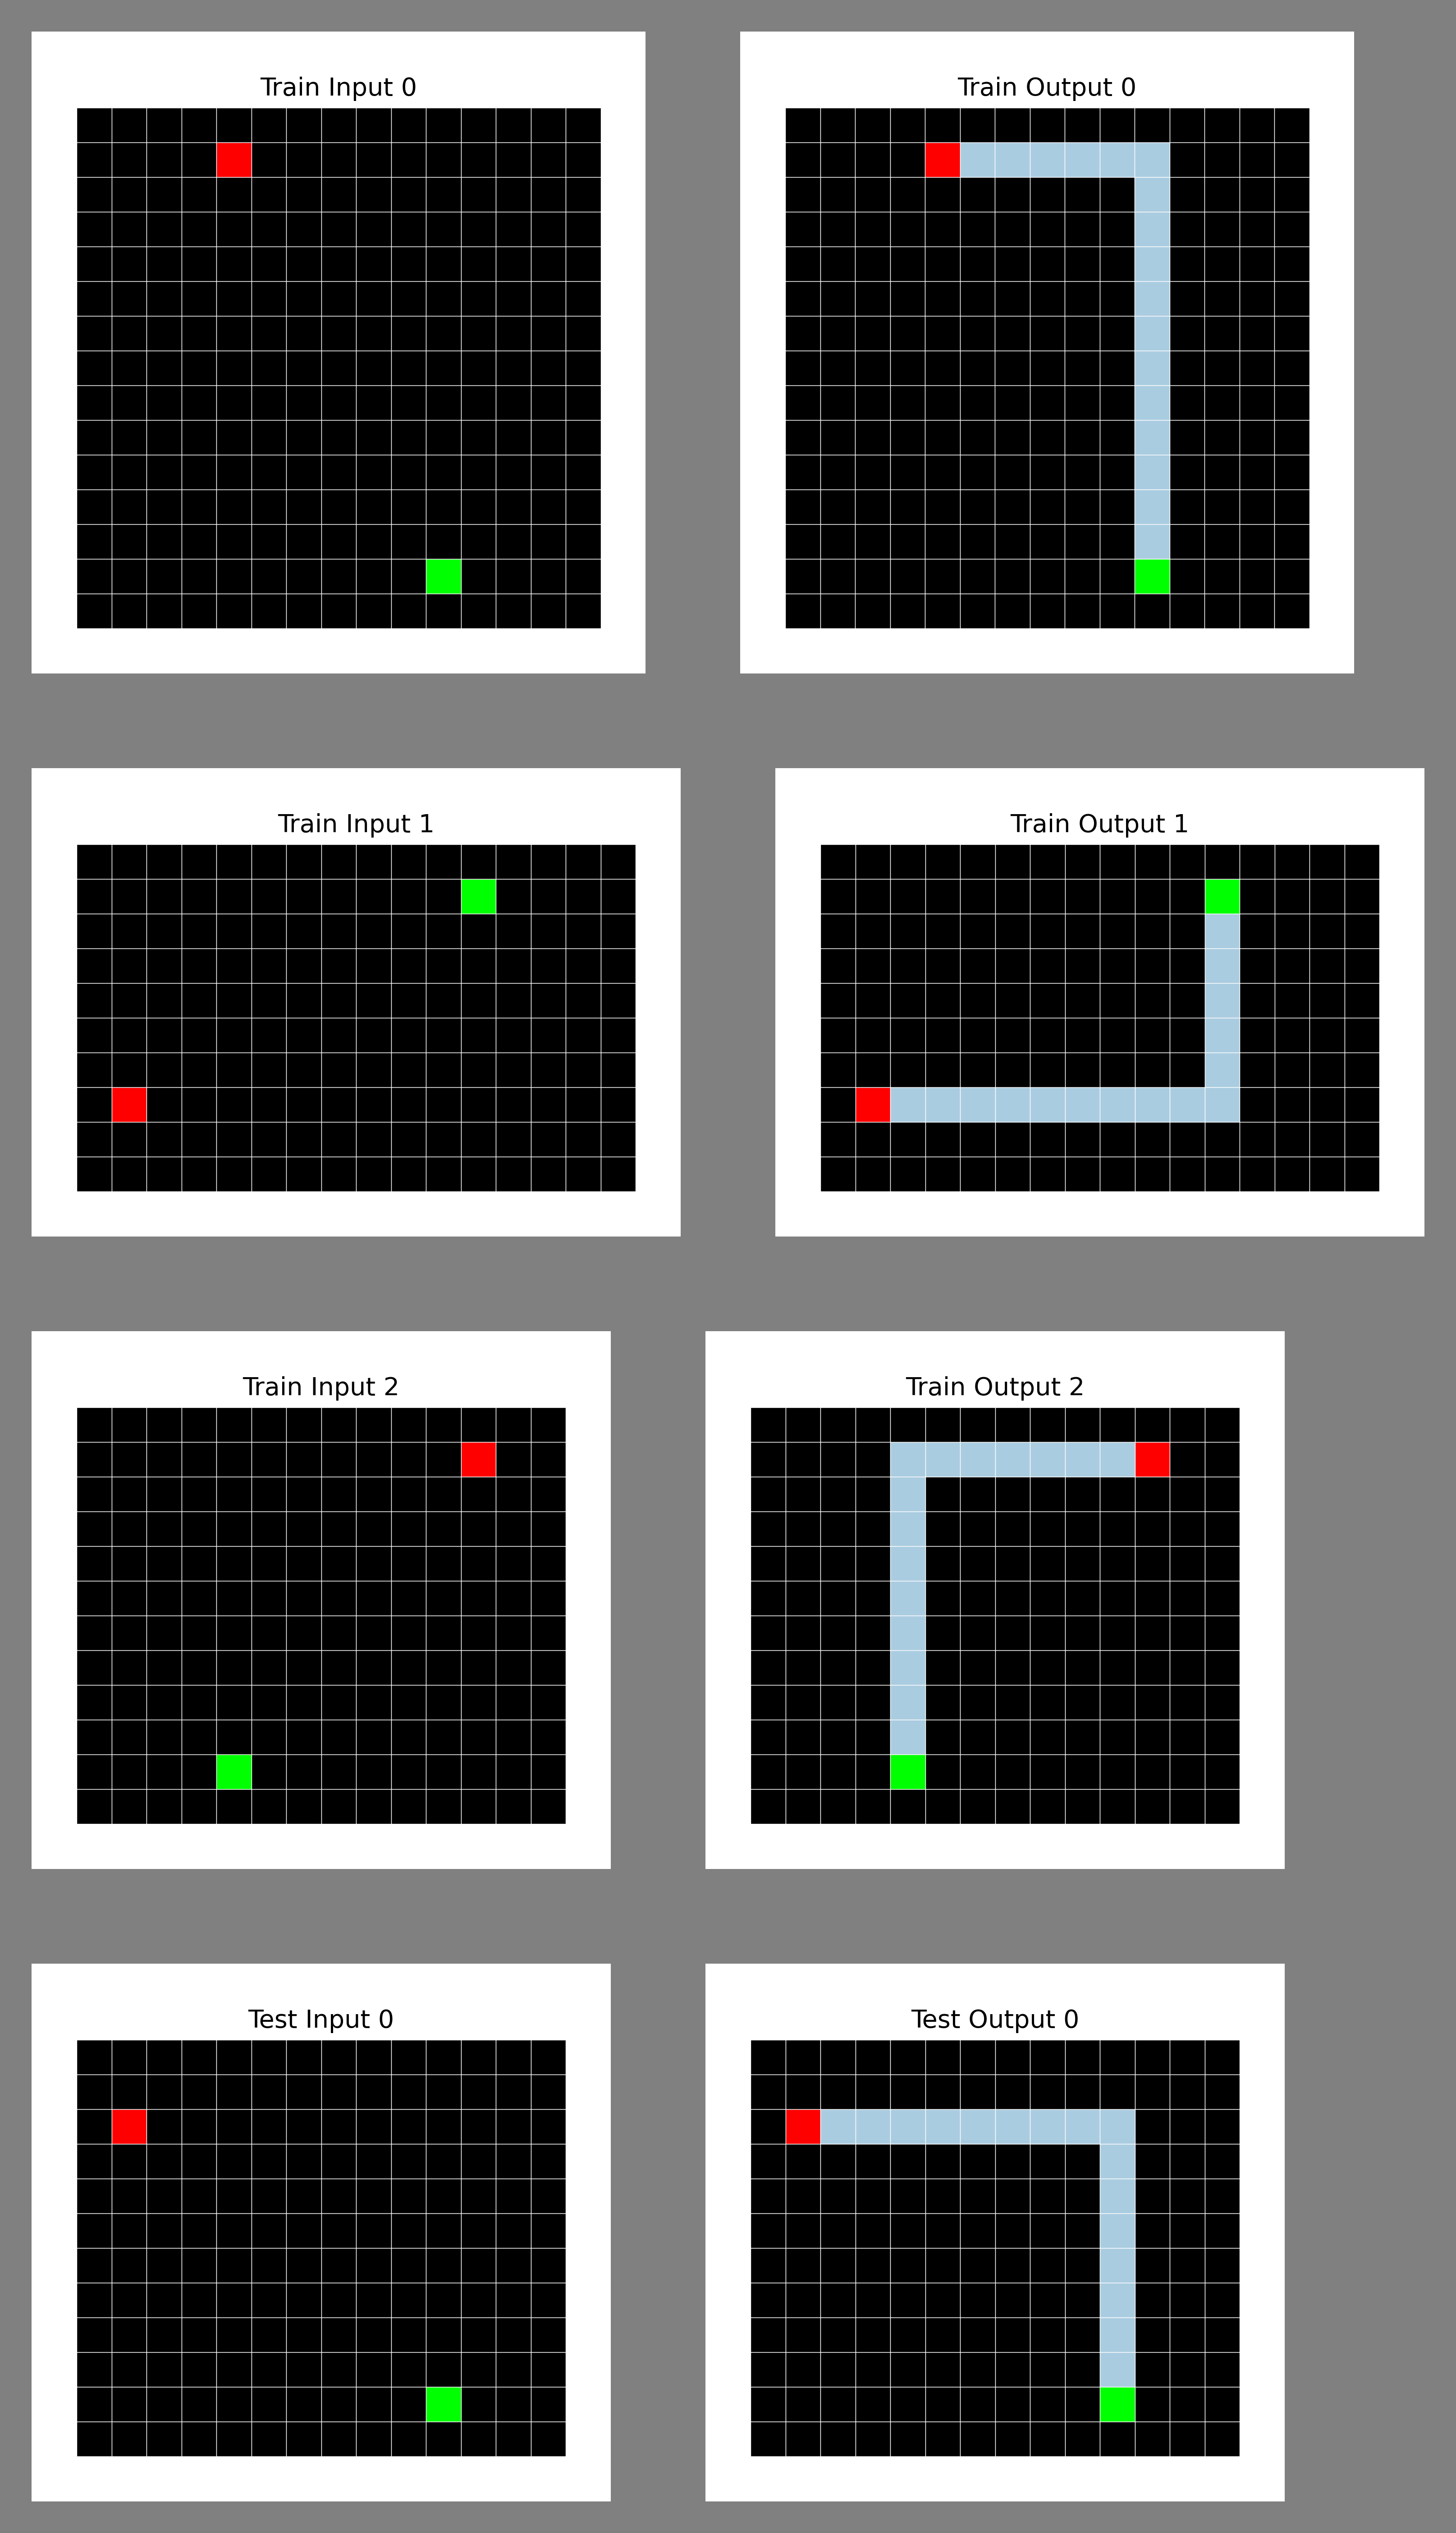 Train Input 0
Train Output 0
Train Input 1
Train Output 1
Train Input 2
Train Output 2
Test Input 0
Test Output 0